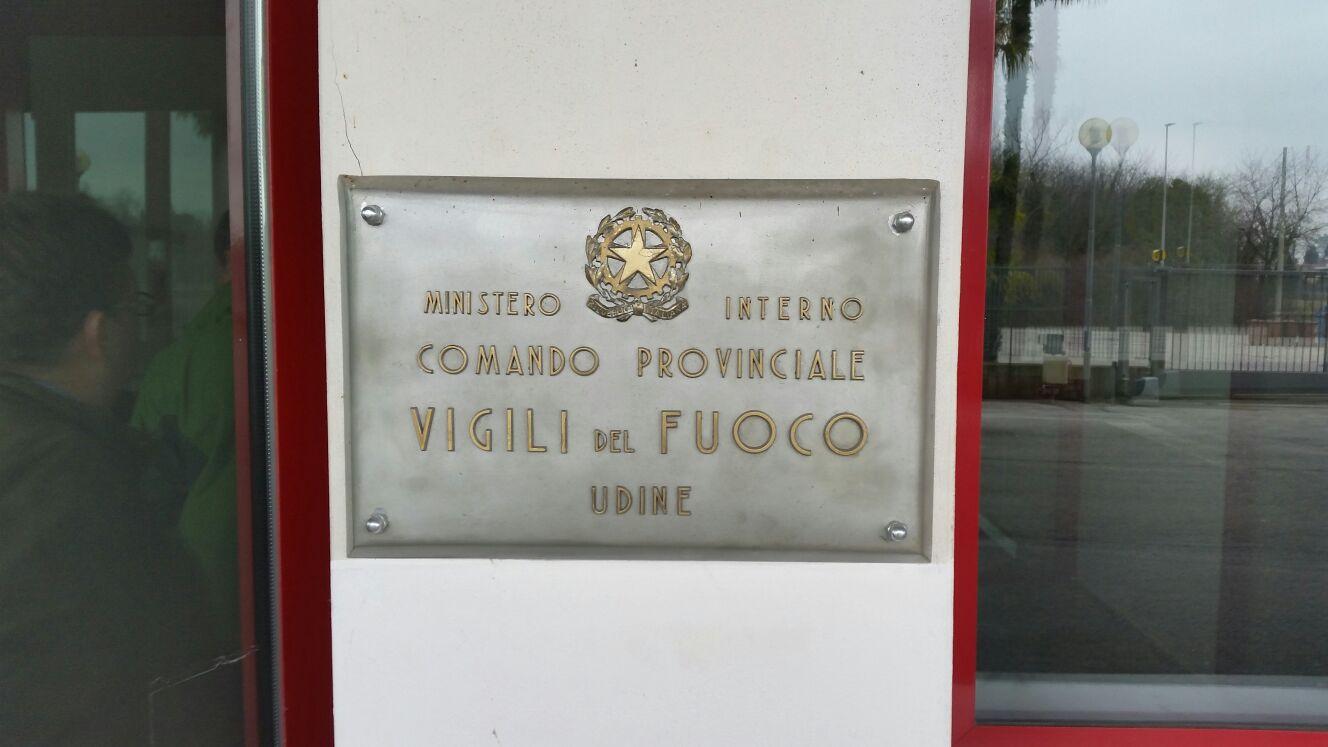 MINISTERO INTERNO
COMANDO PROVINCIALE
VIGILI DEL FUOCO
UDINE